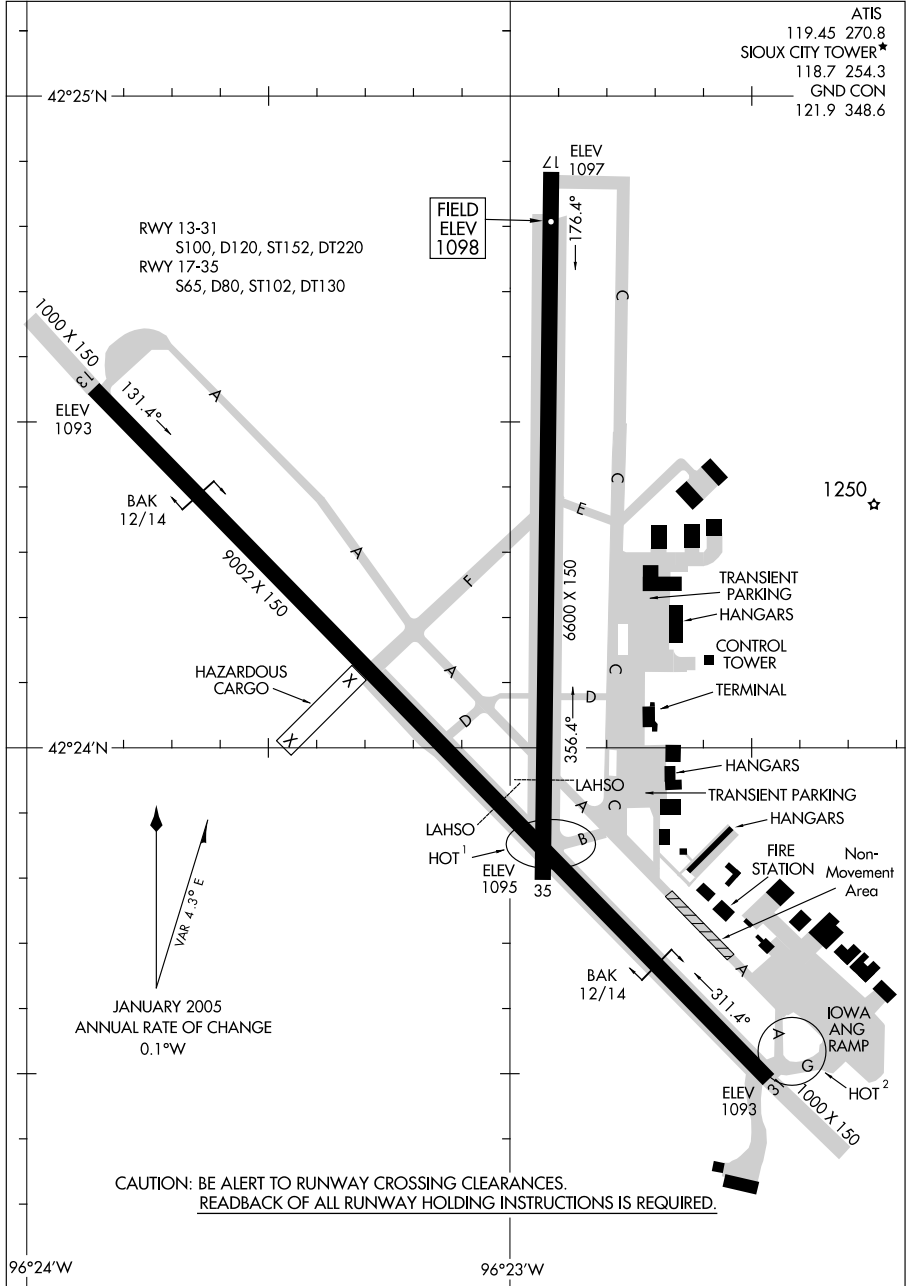 ATIS
119.45 270.8
SIOUX CITY TOWER★
118.7 254.3
GND CON
121.9 348.6
42°25'N
17
ELEV
1097
FIELD
ELEV
1098
176.4°
RWY 13-31
S100, D120, ST152, DT220
RWY 17-35
S65, D80, ST102, DT130
C
1000 X 150
13
131.4°
ELEV
1093
A
BAK
12/14
C
E
1250
9002 X 150
A
F
6600 X 150
TRANSIENT
PARKING
HANGARS
CONTROL
TOWER
HAZARDOUS
CARGO
X
A
C
TERMINAL
D
D
356.4°
X
42°24'N
HANGARS
LAHSO
TRANSIENT PARKING
A
C
LAHSO
HANGARS
HOT 1
B
FIRE
STATION
Non-
Movement
Area
ELEV
1095
35
VAR 4.3° E
A
BAK
12/14
311.4°
JANUARY 2005
ANNUAL RATE OF CHANGE
0.1°W
IOWA
ANG
RAMP
A
G
HOT 2
ELEV
1093
3
1000 X 150
CAUTION: BE ALERT TO RUNWAY CROSSING CLEARANCES.
READBACK OF ALL RUNWAY HOLDING INSTRUCTIONS IS REQUIRED.
96°24'W
96°23'W